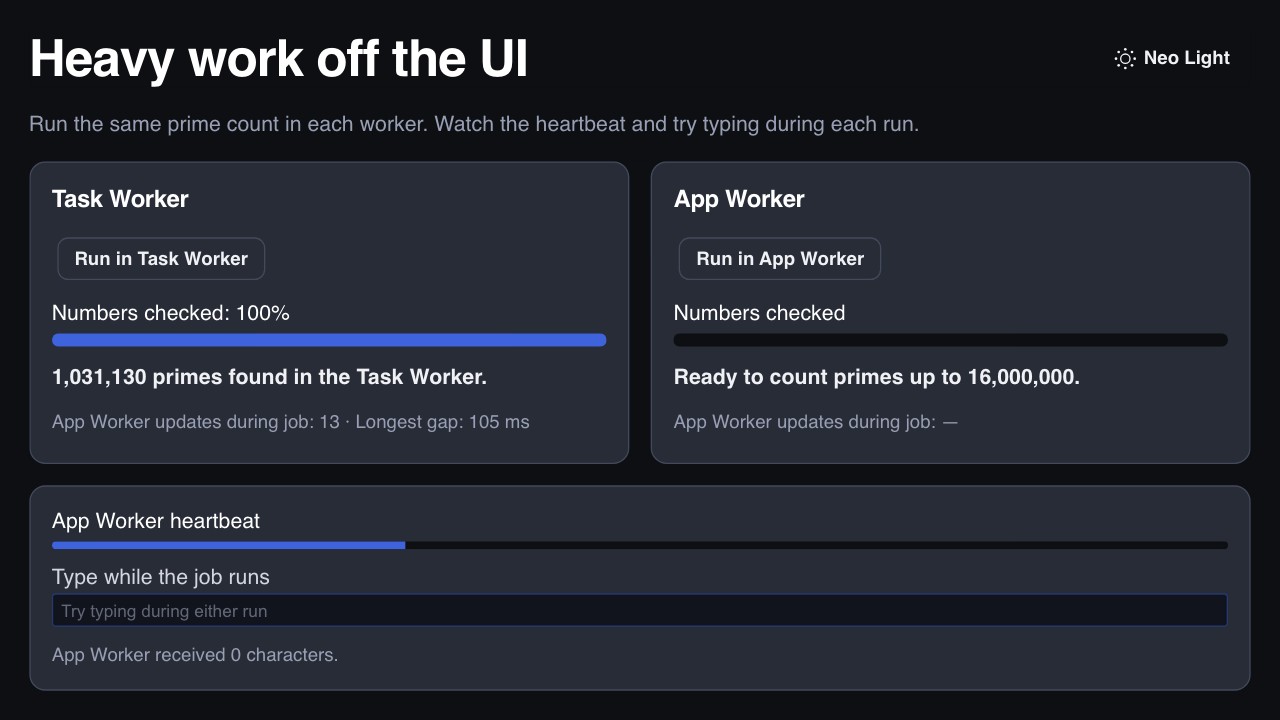 Heavy work off the UI
Neo Light
Run the same prime count in each worker. Watch the heartbeat and try typing during each run.
Task Worker
Run in Task Worker
Numbers checked: 100%
1,031,130 primes found in the Task Worker.
App Worker updates during job: 13 · Longest gap: 105 ms
App Worker
Run in App Worker
Numbers checked
Ready to count primes up to 16,000,000.
App Worker updates during job: —
App Worker heartbeat
Type while the job runs
Try typing during either run
App Worker received 0 characters.